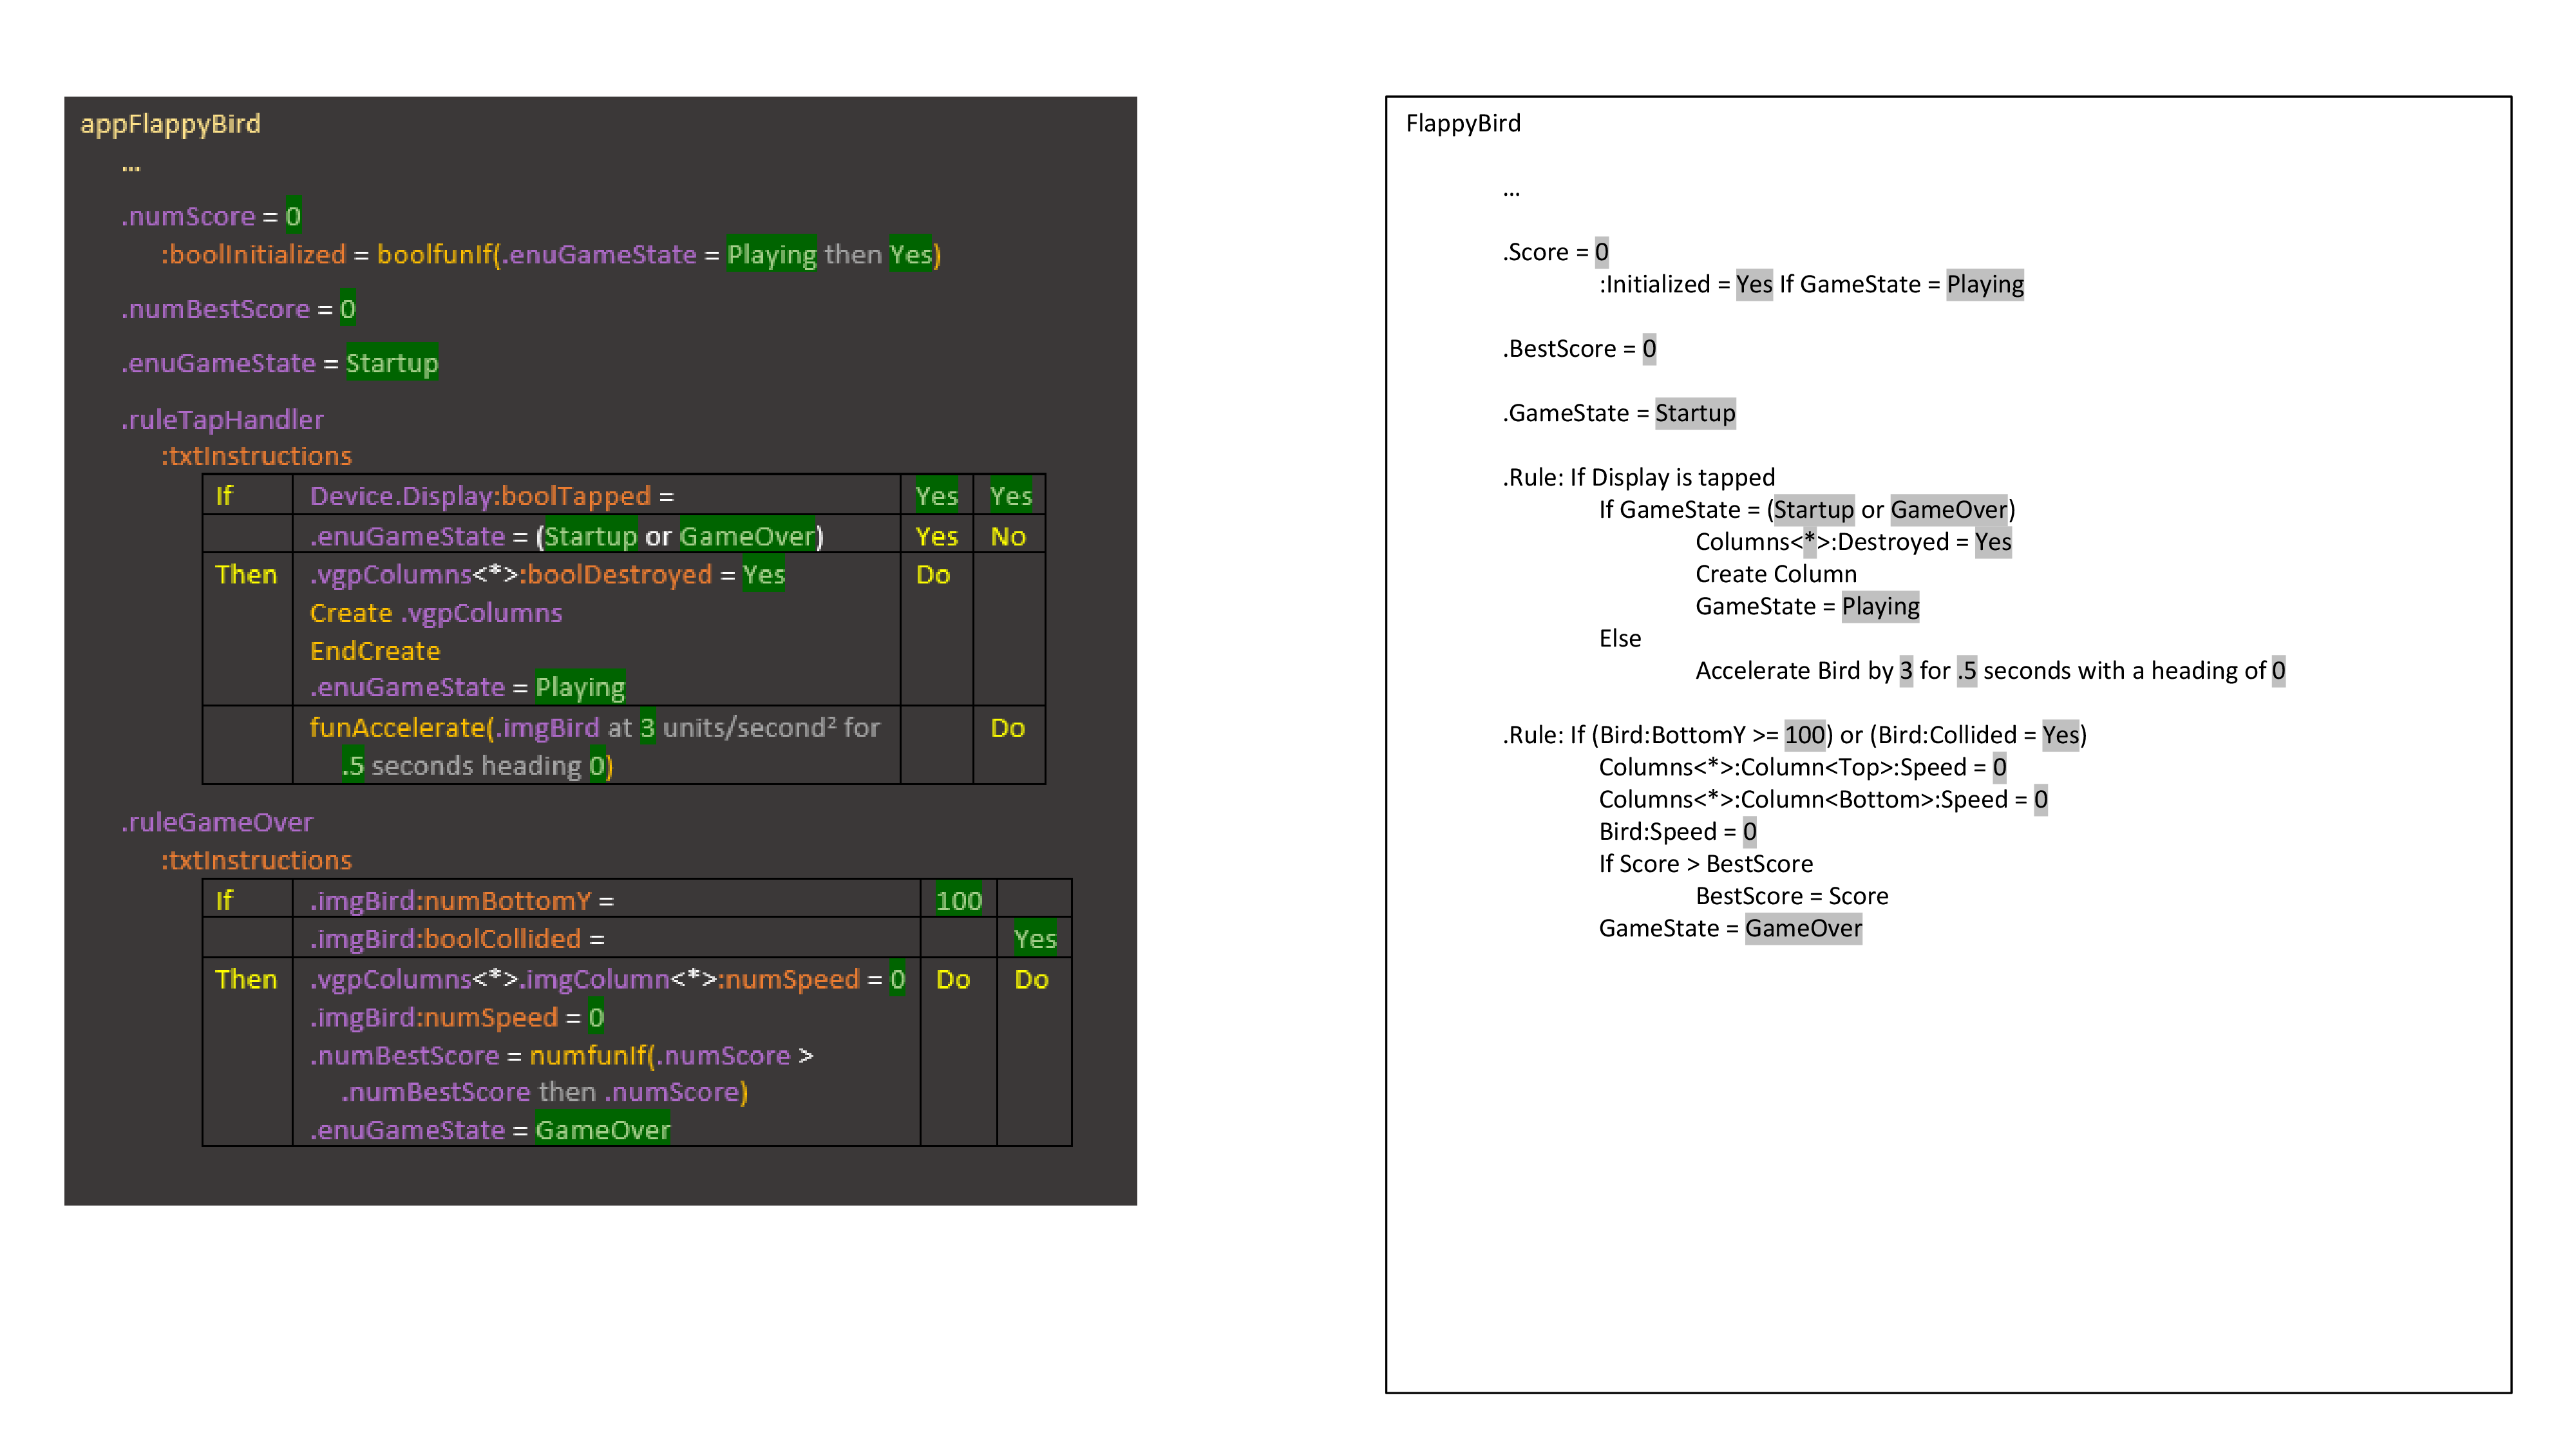 appFlappyBird
...
.numScore = 0
:boolInitialized = boolfunIf(.enuGameState = Playing then Yes)
.numBestScore = 0
.enuGameState = Startup
.ruleTapHandler
:txtInstructions
If Device.Display:boolTapped = Yes Yes
.enuGameState = (Startup or GameOver) Yes No
Then .vgpColumns<*>:boolDestroyed = Yes Do
Create .vgpColumns
EndCreate
.enuGameState = Playing
funAccelerate(.imgBird at 3 units/second² for Do
.5 seconds heading 0)
.ruleGameOver
:txtInstructions
If .imgBird:numBottomY = 100
.imgBird:boolCollided = Yes
Then .vgpColumns<*>.imgColumn<*>:numSpeed = 0 Do Do
.imgBird:numSpeed = 0
.numBestScore = numfunIf(.numScore >
.numBestScore then .numScore)
.enuGameState = GameOver
FlappyBird
...
.Score = 0
:Initialized = Yes If GameState = Playing
.BestScore = 0
.GameState = Startup
.Rule: If Display is tapped
If GameState = (Startup or GameOver)
Columns<*>:Destroyed = Yes
Create Column
GameState = Playing
Else
Accelerate Bird by 3 for .5 seconds with a heading of 0
.Rule: If (Bird:BottomY >= 100) or (Bird:Collided = Yes)
Columns<*>:Column<Top>:Speed = 0
Columns<*>:Column<Bottom>:Speed = 0
Bird:Speed = 0
If Score > BestScore
BestScore = Score
GameState = GameOver